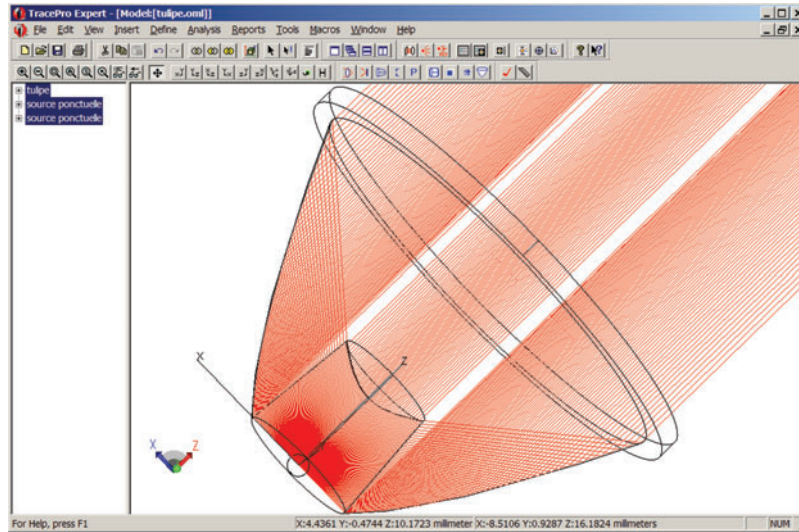 TracePro Expert - [Model:[tulipe.oml]]
File Edit View Insert Define Analysis Reports Tools Macros Window Help
tulipe
source ponctuelle
source ponctuelle
X
Z
X
Z
For Help, press F1
X:4.4361 Y:-0.4744 Z:10.1723 millimeter
X:-8.5106 Y:0.9287 Z:16.1824 millimeters
NUM